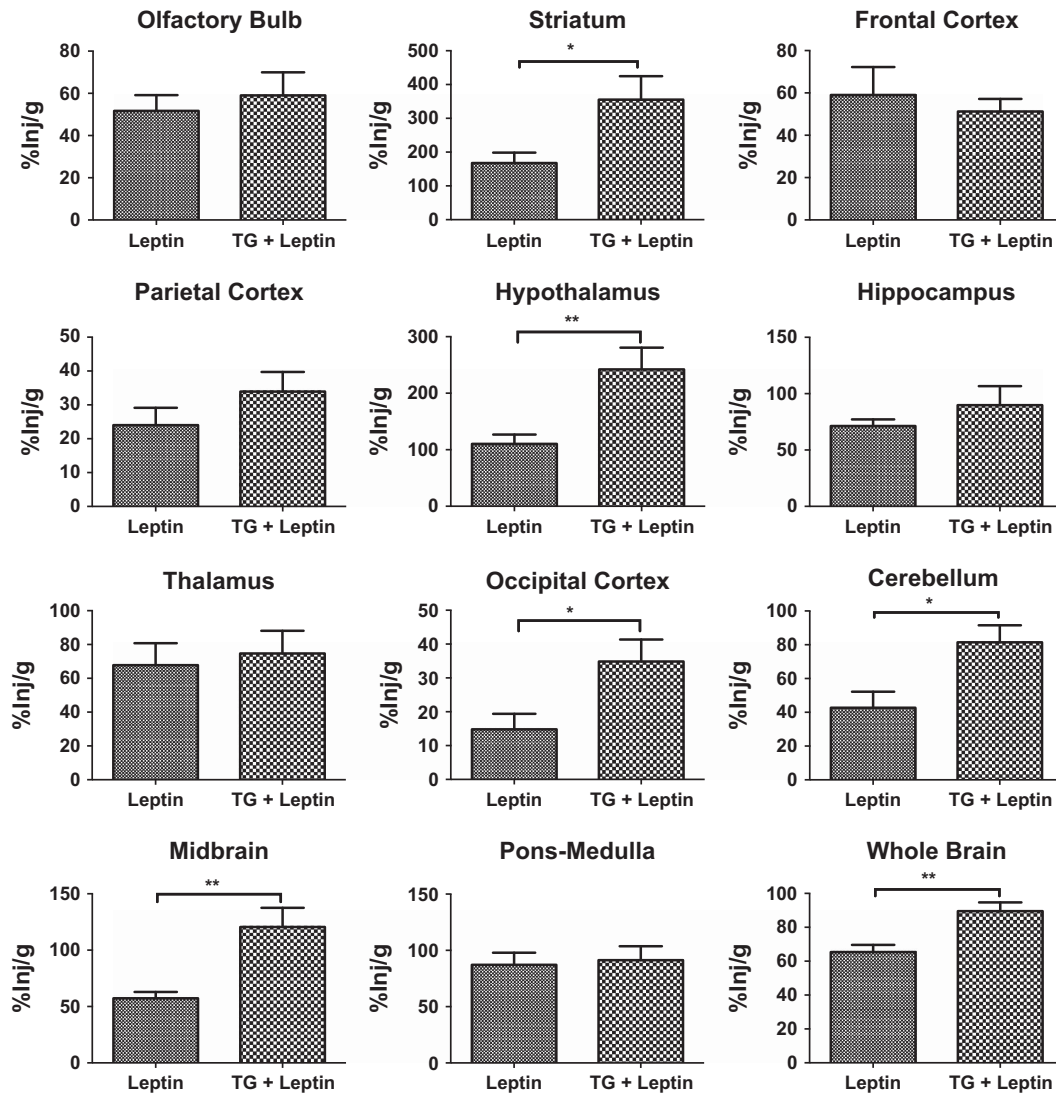 Olfactory Bulb
%Inj/g
80
60
40
20
0
Leptin
TG + Leptin
Striatum
%Inj/g
500
400
300
200
100
0
*
Leptin
TG + Leptin
Frontal Cortex
%Inj/g
80
60
40
20
0
Leptin
TG + Leptin
Parietal Cortex
%Inj/g
50
40
30
20
10
0
Leptin
TG + Leptin
Hypothalamus
%Inj/g
300
200
100
0
**
Leptin
TG + Leptin
Hippocampus
%Inj/g
150
100
50
0
Leptin
TG + Leptin
Thalamus
%Inj/g
100
80
60
40
20
0
Leptin
TG + Leptin
Occipital Cortex
%Inj/g
50
40
30
20
10
0
*
Leptin
TG + Leptin
Cerebellum
%Inj/g
100
80
60
40
20
0
*
Leptin
TG + Leptin
Midbrain
%Inj/g
150
100
50
0
**
Leptin
TG + Leptin
Pons-Medulla
%Inj/g
150
100
50
0
Leptin
TG + Leptin
Whole Brain
%Inj/g
100
80
60
40
20
0
**
Leptin
TG + Leptin